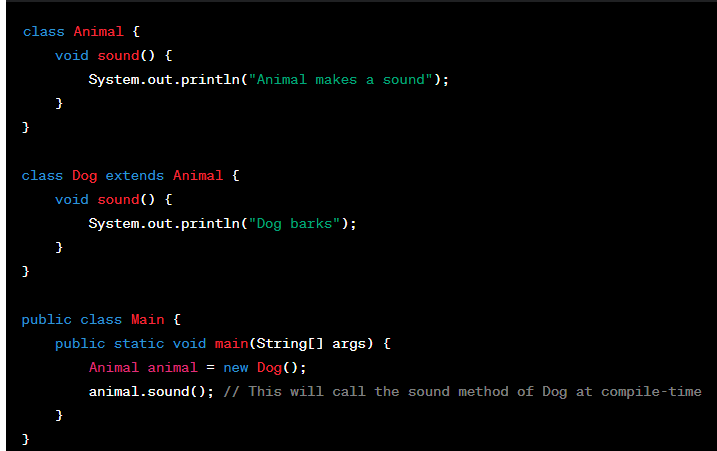 class Animal {
    void sound() {
        System.out.println("Animal makes a sound");
    }
}

class Dog extends Animal {
    void sound() {
        System.out.println("Dog barks");
    }
}

public class Main {
    public static void main(String[] args) {
        Animal animal = new Dog();
        animal.sound(); // This will call the sound method of Dog at compile-time
    }
}